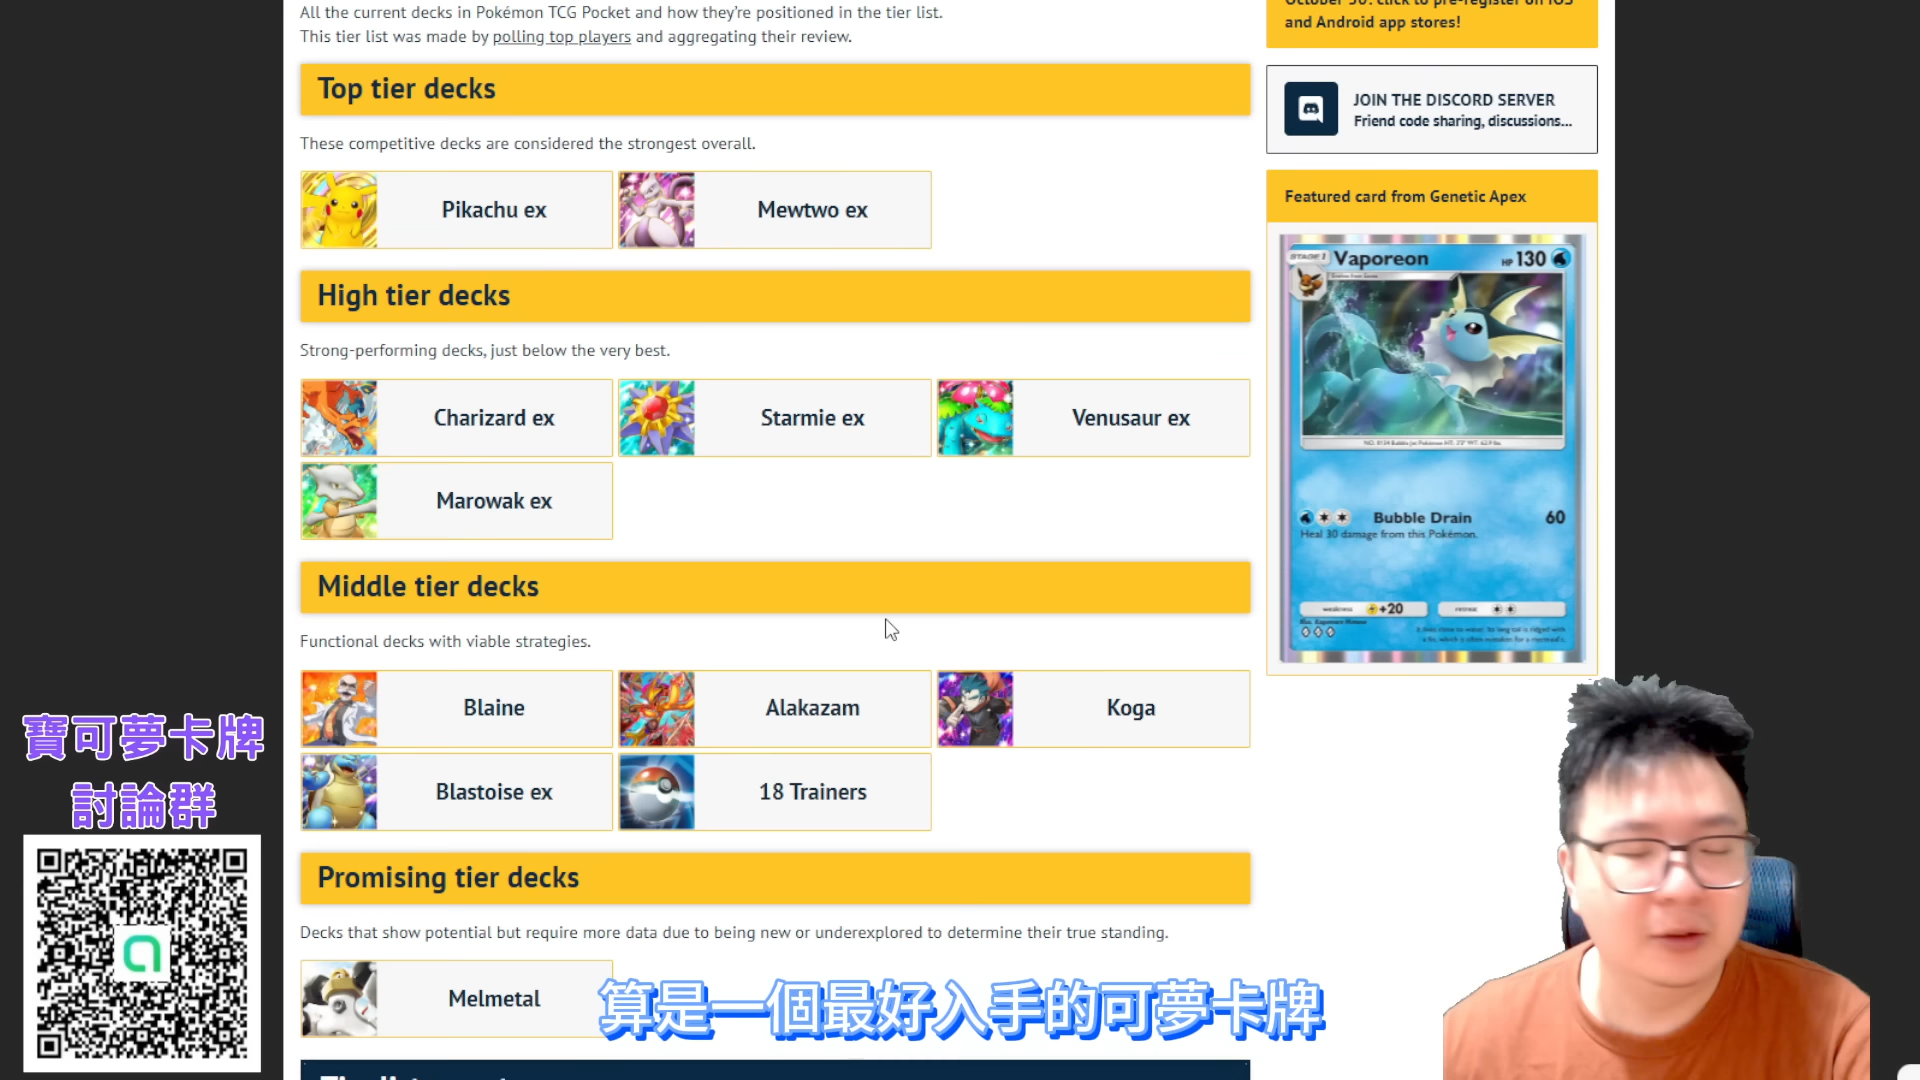 All the current decks in Pokémon TCG Pocket and how they're positioned in the tier list.
This tier list was made by polling top players and aggregating their review.
Top tier decks
These competitive decks are considered the strongest overall.
Pikachu ex
Mewtwo ex
High tier decks
Strong-performing decks, just below the very best.
Charizard ex
Starmie ex
Venusaur ex
Marowak ex
Middle tier decks
Functional decks with viable strategies.
Blaine
Alakazam
Koga
Blastoise ex
18 Trainers
Promising tier decks
Decks that show potential but require more data due to being new or underexplored to determine their true standing.
Melmetal
and Android app stores!
JOIN THE DISCORD SERVER
Friend code sharing, discussions...
Featured card from Genetic Apex
STAGE 1
Vaporeon
HP 130
Bubble Drain
60
Heal 30 damage from this Pokémon.
weakness
+20
retreat
寶可夢卡牌
討論群
算是一個最好入手的可夢卡牌